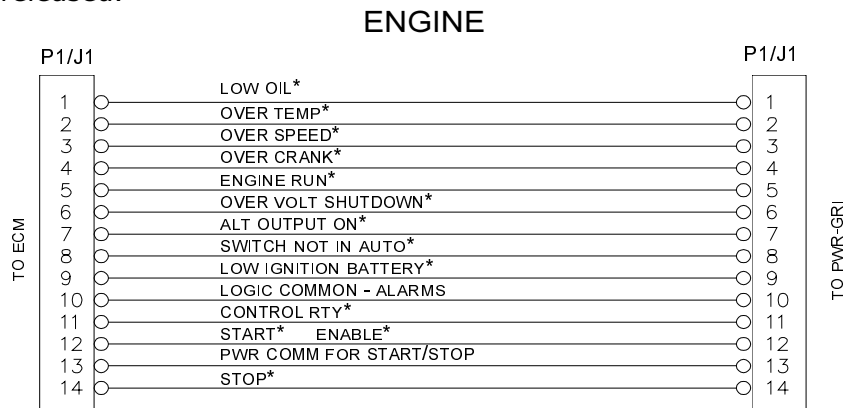 ENGINE
P1/J1 P1/J1
LOW OIL*
1 1
OVER TEMP*
2 2
OVER SPEED*
3 3
OVER CRANK*
4 4
ENGINE RUN*
5 5
OVER VOLT SHUTDOWN*
6 6
ALT OUTPUT ON*
7 7
SWITCH NOT IN AUTO*
8 8
LOW IGNITION BATTERY*
9 9
LOGIC COMMON - ALARMS
10 10
CONTROL RTY*
11 11
START* ENABLE*
12 12
PWR COMM FOR START/STOP
13 13
STOP*
14 14
TO ECM
TO PWR-GRI